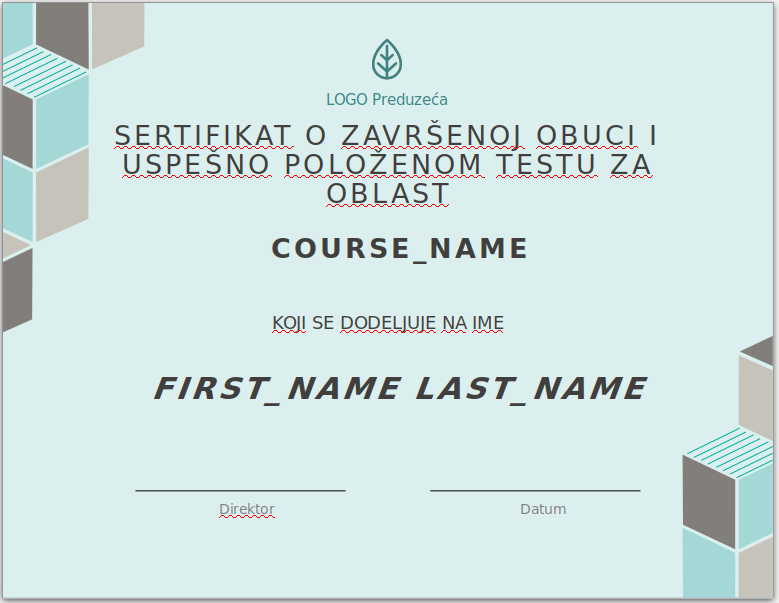 LOGO Preduzeća
SERTIFIKAT O ZAVRŠENOJ OBUCI I
USPEŠNO POLOŽENOM TESTU ZA
OBLAST
COURSE_NAME
KOJI SE DODELJUJE NA IME
FIRST_NAME LAST_NAME
Direktor Datum